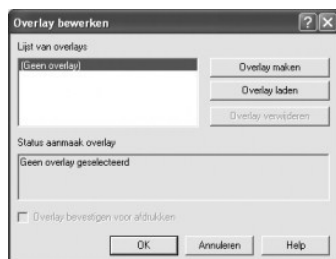 Overlay bewerken
Lijst van overlays
(Geen overlay)
Overlay maken
Overlay laden
Overlay verwijderen
Status aanmaak overlay
Geen overlay geselecteerd
Overlay bevestigen voor afdrukken
OK Annuleren Help